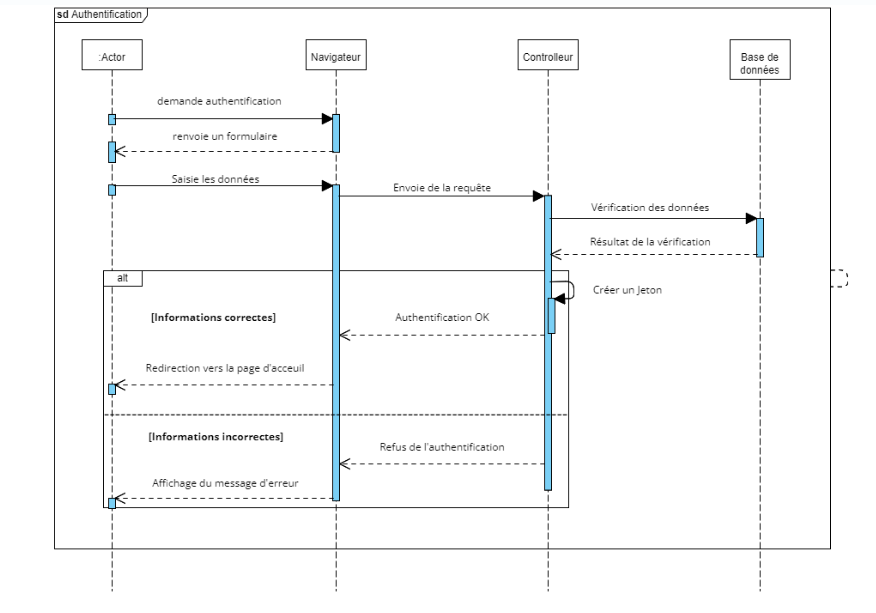 sd Authentification
:Actor
Navigateur
Controlleur
Base de
données
demande authentification
renvoie un formulaire
Saisie les données
Envoie de la requête
Vérification des données
Résultat de la vérification
alt
Créer un Jeton
[Informations correctes]
Authentification OK
Redirection vers la page d'acceuil
[Informations incorrectes]
Refus de l'authentification
Affichage du message d'erreur